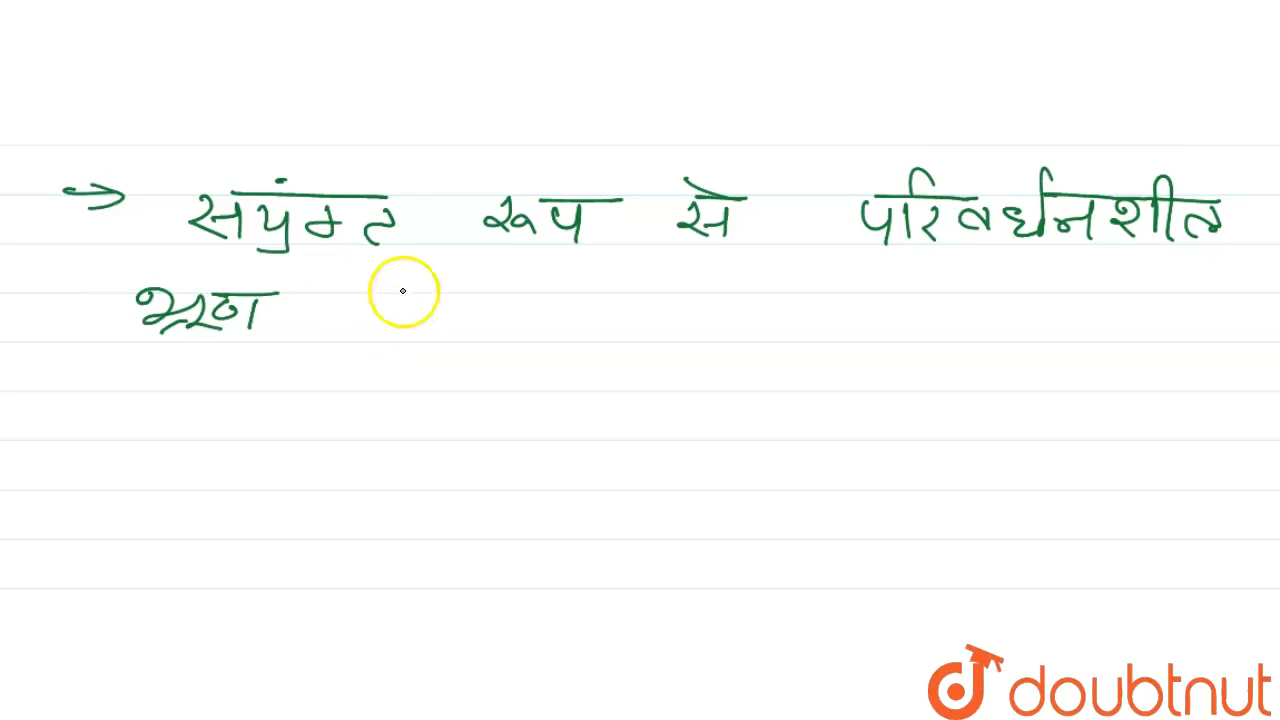 → संयुक्त रूप से परिवर्धनशील
भ्रूण
doubtnut